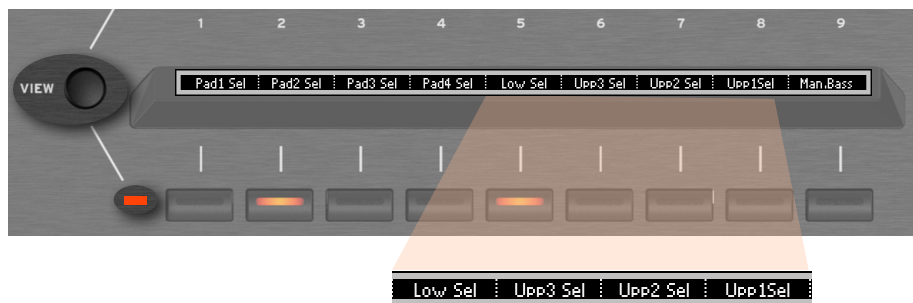 1 2 3 4 5 6 7 8 9
VIEW
Pad1 Sel Pad2 Sel Pad3 Sel Pad4 Sel Low Sel Upp3 Sel Upp2 Sel Upp1Sel Man.Bass
Low Sel Upp3 Sel Upp2 Sel Upp1Sel